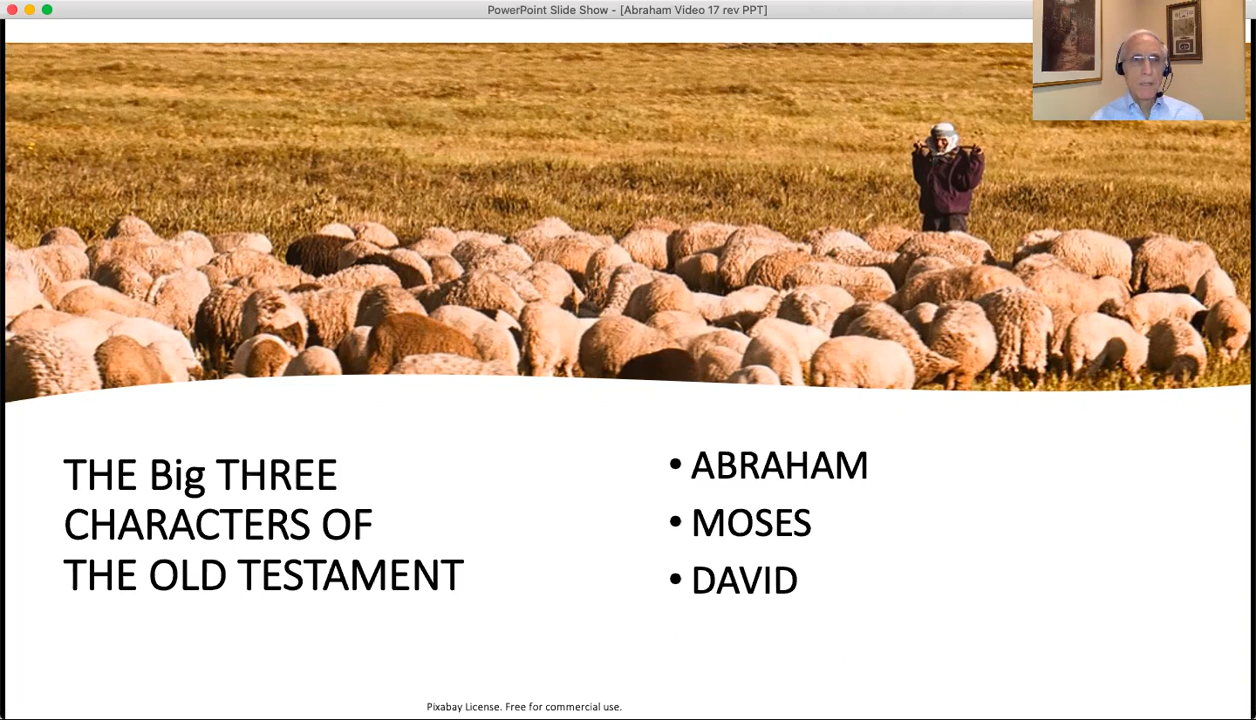 PowerPoint Slide Show - [Abraham Video 17 rev PPT]
THE Big THREE
CHARACTERS OF
THE OLD TESTAMENT
• ABRAHAM
• MOSES
• DAVID
Pixabay License. Free for commercial use.